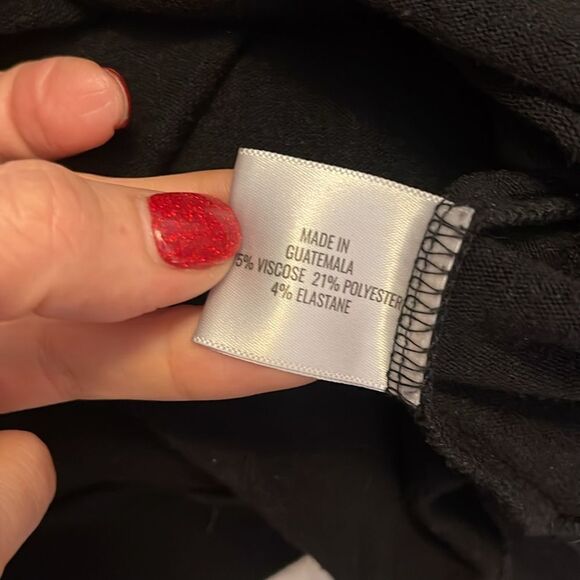 MADE IN
GUATEMALA
5% VISCOSE 21% POLYESTER
4% ELASTANE